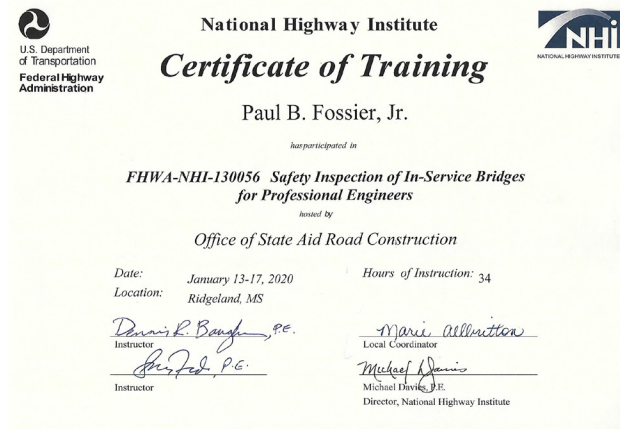 National Highway Institute
NHi
NATIONAL HIGHWAY INSTITUTE
U.S. Department
of Transportation
Federal Highway
Administration
Certificate of Training
Paul B. Fossier, Jr.
has participated in
FHWA-NHI-130056 Safety Inspection of In-Service Bridges
for Professional Engineers
hosted by
Office of State Aid Road Construction
Date: January 13-17, 2020
Hours of Instruction: 34
Location: Ridgeland, MS
Dennis R. Baughn, P.E.
Instructor
Marie Allbritton
Local Coordinator
P.E.
Instructor
Michael Davies
Michael Davies, P.E.
Director, National Highway Institute